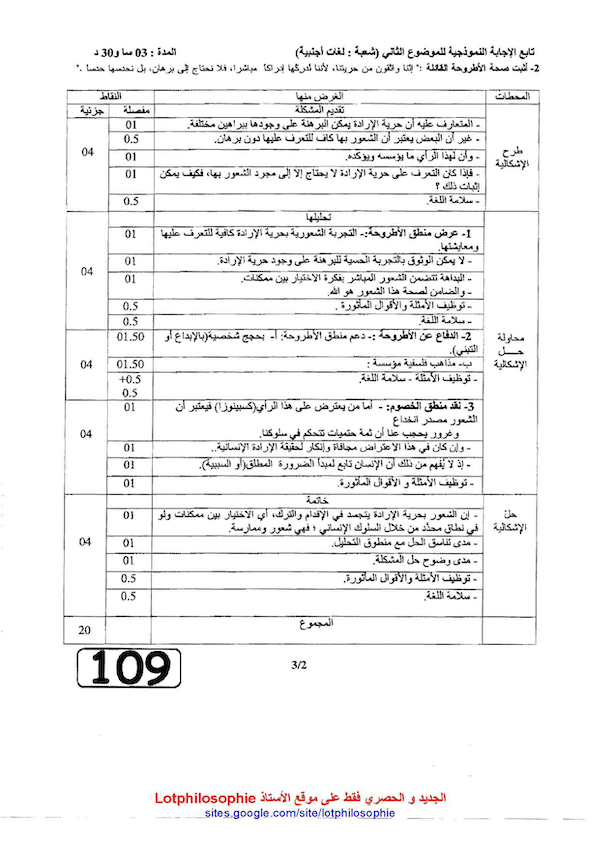 تابع الإجابة النموذجية للموضوع الثاني (شعبة : لغات أجنبية) المدة : 03 سا و30 د
2- أثبت صحة الأطروحة القائلة :" إننا واثقون من حريتنا، لأننا نُدركُها إدراكاً مباشرا، فلا نحتاج إلى برهان، بل نحدسها حدساً ."
المحطات الغرض منها النقاط
تقديم المشكلة مفصلة جزئية
طرح الإشكالية
- المتعارف عليه أن حرية الإرادة يمكن البرهنة على وجودها ببراهين مختلفة. 01
- غير أن البعض يعتبر أن الشعور بها كاف للتعرف عليها دون برهان. 0.5
- وأن لهذا الرأي ما يؤسسه ويؤكده. 01
04
- فإذا كان التعرف على حرية الإرادة لا يحتاج إلا إلى مجرد الشعور بها، فكيف يمكن 01
إثبات ذلك ؟
- سلامة اللغة. 0.5
تحليلها
1- عرض منطق الأطروحة:- التجربة الشعورية بحرية الإرادة كافية للتعرف عليها 01
ومعايشتها.
- لا يمكن الوثوق بالتجربة الحسية للبرهنة على وجود حرية الإرادة. 01
- البداهة تتضمن الشعور المباشر بفكرة الاختيار بين ممكنات. 01
04
- والضامن لصحة هذا الشعور هو الله.
- توظيف الأمثلة والأقوال المأثورة . 0.5
- سلامة اللغة. 0.5
محاولة حـــل الإشكالية
2- الدفاع عن الأطروحة :- دعم منطق الأطروحة: أ- بحجج شخصية(بالإبداع أو 01.50
التبني).
ب- مذاهب فلسفية مؤسسة : 01.50
04
- توظيف الأمثلة - سلامة اللغة. 0.5+
0.5
3- نقد منطق الخصوم: - أما من يعترض على هذا الرأي(كسبينوزا) فيعتبر أن 01
الشعور مصدر انخداع
وغرور يحجب عنا أن ثمة حتميات تتحكم في سلوكنا.
04
- وإن كان في هذا الاعتراض مجافاة وإنكار لحقيقة الإرادة الإنسانية.. 01
- إذ لا يُفهم من ذلك أن الإنسان تابع لمبدأ الضرورة المطلق(أو السببية). 01
- توظيف الأمثلة و الأقوال المأثورة. 01
خاتمة
حلّ الإشكالية
- إن الشعور بحرية الإرادة يتجسد في الإقدام والترك، أي الاختيار بين ممكنات ولو 01
في نطاق محدّد من خلال السلوك الإنساني ؛ فهي شعور وممارسة.
- مدى تناسق الحل مع منطوق التحليل. 01
04
- مدى وضوح حل المشكلة. 01
- توظيف الأمثلة والأقوال المأثورة. 0.5
- سلامة اللغة. 0.5
المجموع 20
109
3/2
الجديد و الحصري فقط على موقع الأستاذ Lotphilosophie
sites.google.com/site/lotphilosophie